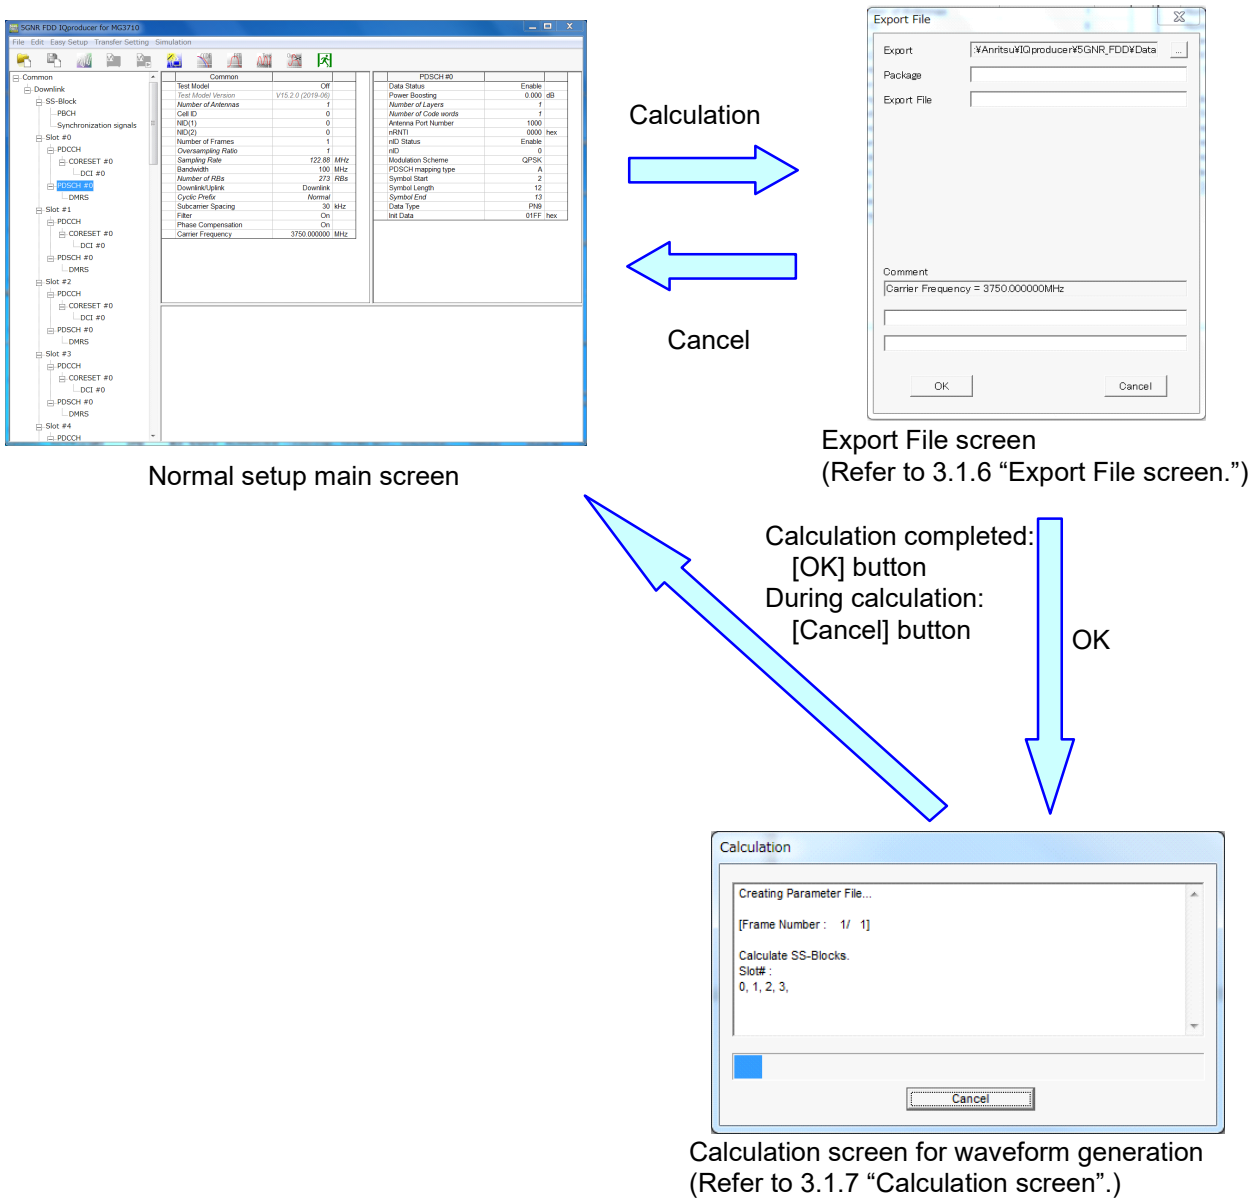 5GNR FDD IQproducer for MG3710
File Edit Easy Setup Transfer Setting Simulation
Common
Downlink
SS-Block
PBCH
Synchronization signals
Slot #0
PDCCH
CORESET #0
DCI #0
PDSCH #0
DMRS
Slot #1
PDCCH
CORESET #0
DCI #0
PDSCH #0
DMRS
Slot #2
PDCCH
CORESET #0
DCI #0
PDSCH #0
DMRS
Slot #3
PDCCH
CORESET #0
DCI #0
PDSCH #0
DMRS
Slot #4
PDCCH
Common
Test Model Off
Test Model Version V15.2.0 (2019-06)
Number of Antennas 1
Cell ID 0
NID(1) 0
NID(2) 0
Number of Frames 1
Oversampling Ratio 1
Sampling Rate 122.88 MHz
Bandwidth 100 MHz
Number of RBs 273 RBs
Downlink/Uplink Downlink
Cyclic Prefix Normal
Subcarrier Spacing 30 kHz
Filter On
Phase Compensation On
Carrier Frequency 3750.000000 MHz
PDSCH #0
Data Status Enable
Power Boosting 0.000 dB
Number of Layers 1
Number of Code words 1
Antenna Port Number 1000
nRNTI 0000 hex
nID Status Enable
nID 0
Modulation Scheme QPSK
PDSCH mapping type A
Symbol Start 2
Symbol Length 12
Symbol End 13
Data Type PN9
Init Data 01FF hex
Normal setup main screen
Calculation
Cancel
Export File
Export :¥Anritsu¥IQproducer¥5GNR_FDD¥Data ...
Package
Export File
Comment
Carrier Frequency = 3750.000000MHz
OK Cancel
Export File screen
(Refer to 3.1.6 “Export File screen.”)
Calculation completed:
[OK] button
During calculation:
[Cancel] button
OK
Calculation
Creating Parameter File...
[Frame Number : 1/ 1]
Calculate SS-Blocks.
Slot# :
0, 1, 2, 3,
Cancel
Calculation screen for waveform generation
(Refer to 3.1.7 “Calculation screen”.)